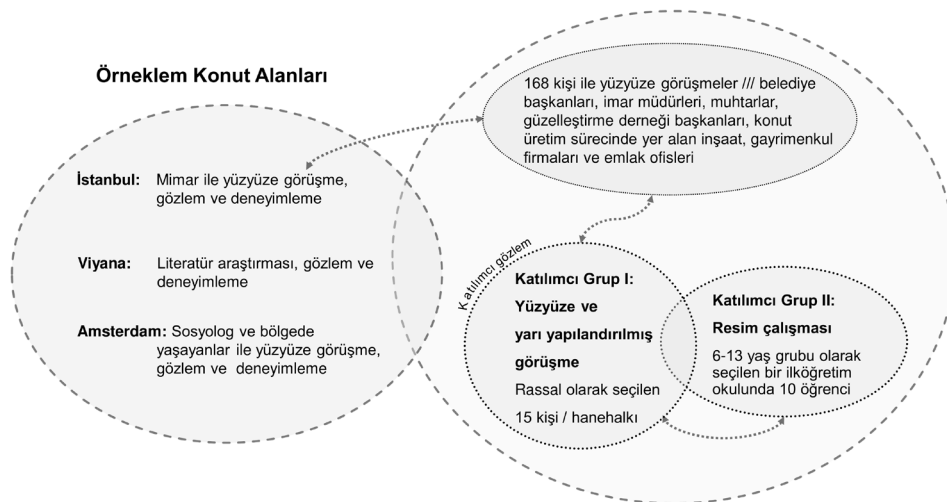 Örneklem Konut Alanları
İstanbul: Mimar ile yüzyüze görüşme,
gözlem ve deneyimleme
Viyana: Literatür araştırması, gözlem ve
deneyimleme
Amsterdam: Sosyolog ve bölgede
yaşayanlar ile yüzyüze görüşme,
gözlem ve deneyimleme
168 kişi ile yüzyüze görüşmeler /// belediye
başkanları, imar müdürleri, muhtarlar,
güzelleştirme derneği başkanları, konut
üretim sürecinde yer alan inşaat, gayrimenkul
firmaları ve emlak ofisleri
Katılımcı gözlem
Katılımcı Grup I:
Yüzyüze ve
yarı yapılandırılmış
görüşme
Rassal olarak seçilen
15 kişi / hanehalkı
Katılımcı Grup II:
Resim çalışması
6-13 yaş grubu olarak
seçilen bir ilköğretim
okulunda 10 öğrenci